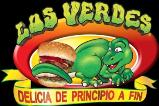 LOS VERDES
DELICIA DE PRINCIPIO A FIN